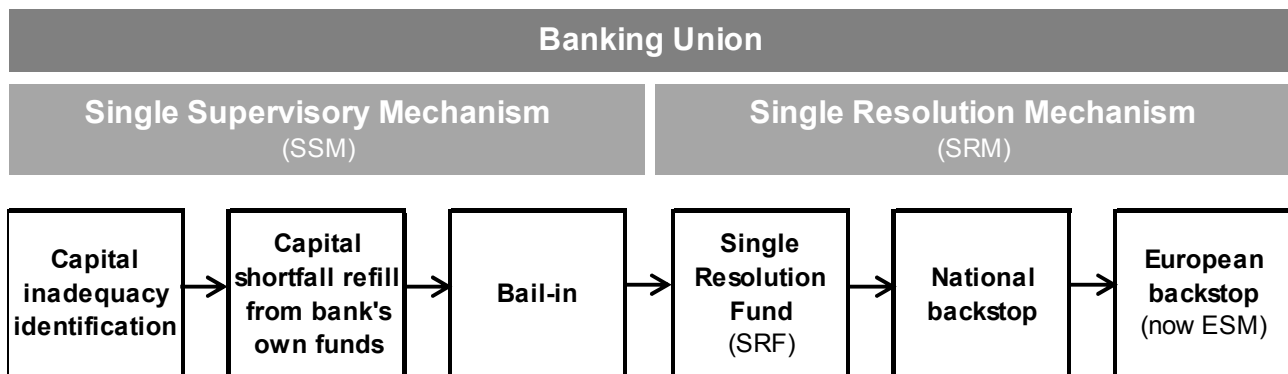 Banking Union
Single Supervisory Mechanism
(SSM)
Single Resolution Mechanism
(SRM)
Capital
inadequacy
identification
Capital
shortfall refill
from bank's
own funds
Bail-in
Single
Resolution
Fund
(SRF)
National
backstop
European
backstop
(now ESM)